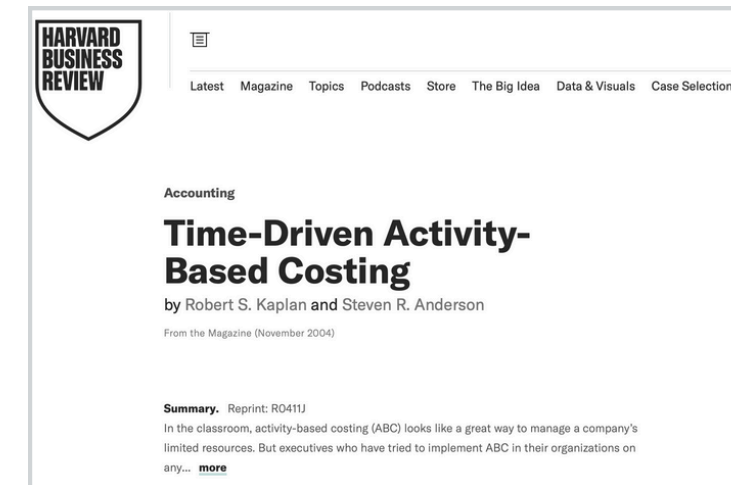 HARVARD
BUSINESS
REVIEW
Latest Magazine Topics Podcasts Store The Big Idea Data & Visuals Case Selection
Accounting
Time-Driven Activity-
Based Costing
by Robert S. Kaplan and Steven R. Anderson
From the Magazine (November 2004)
Summary. Reprint: R0411J
In the classroom, activity-based costing (ABC) looks like a great way to manage a company's
limited resources. But executives who have tried to implement ABC in their organizations on
any... more